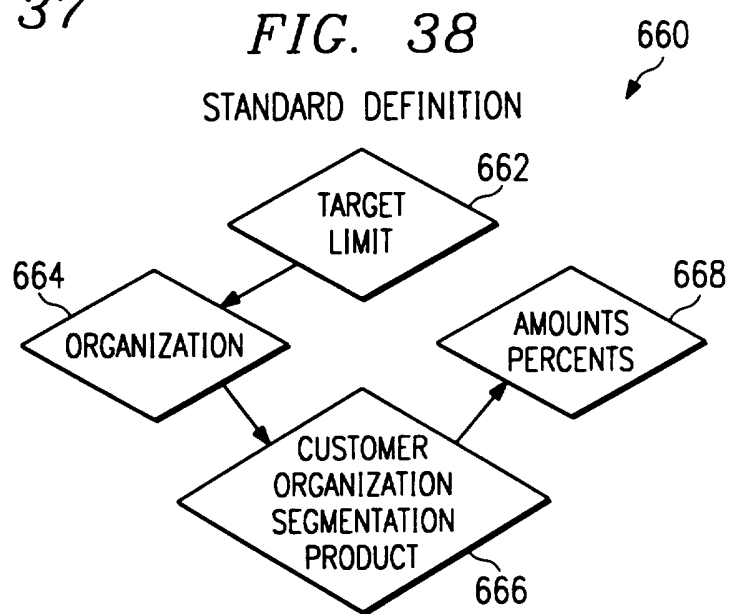 37
FIG. 38
660
STANDARD DEFINITION
662
TARGET
LIMIT
664
ORGANIZATION
668
AMOUNTS
PERCENTS
CUSTOMER
ORGANIZATION
SEGMENTATION
PRODUCT
666